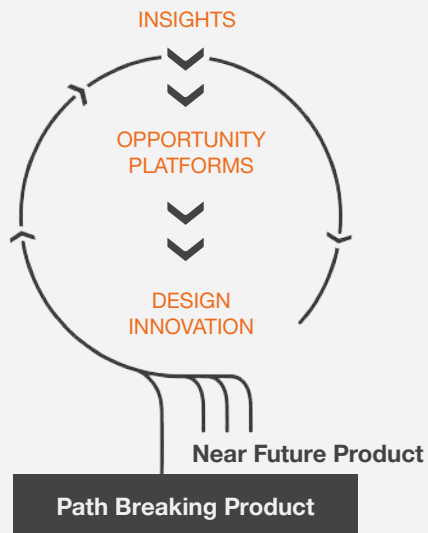 INSIGHTS
OPPORTUNITY
PLATFORMS
DESIGN
INNOVATION
Near Future Product
Path Breaking Product